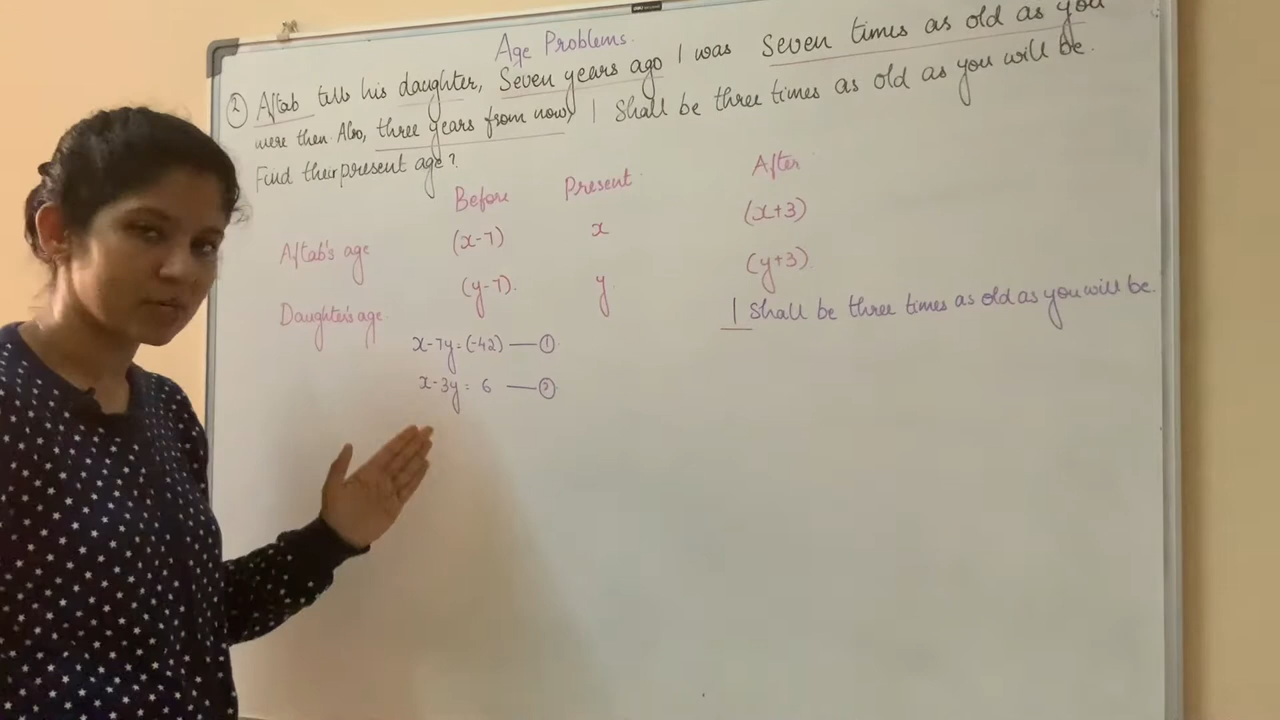 Age Problems.
② Aftab tells his daughter, Seven years ago I was Seven times as old as you
were then. Also, three years from now, I Shall be three times as old as you will be.
Find their present age?
Before Present After
Aftab's age (x-7) x (x+3)
Daughter's age. (y-7). y (y+3).
I Shall be three times as old as you will be.
x-7y=(-42) — ①
x-3y= 6 — ②